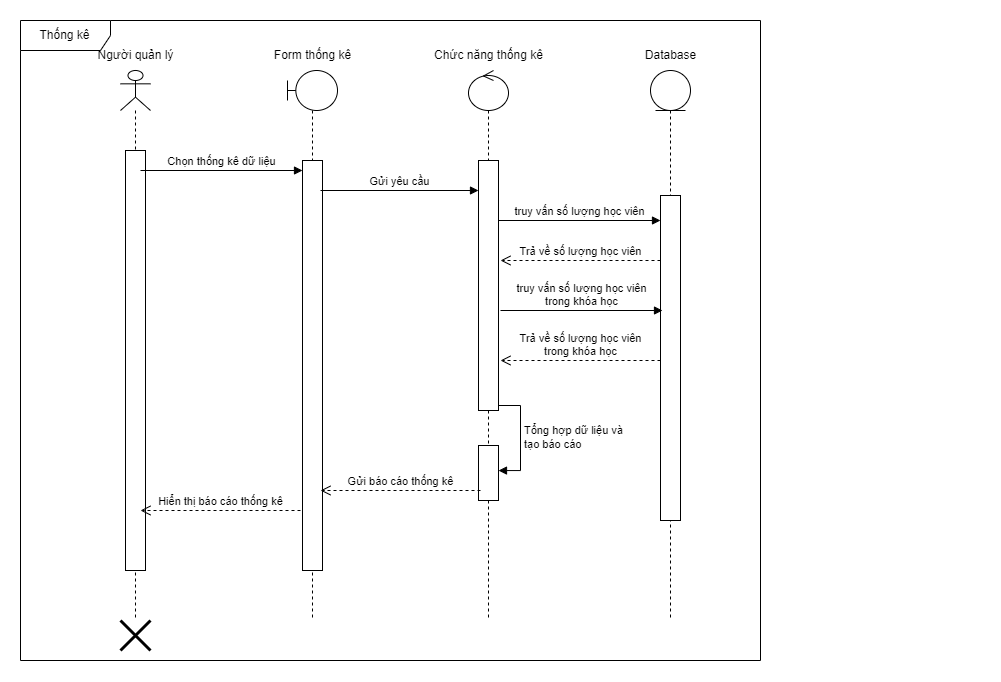 Thống kê
Người quản lý
Form thống kê
Chức năng thống kê
Database
Chọn thống kê dữ liệu
Gửi yêu cầu
truy vấn số lượng học viên
Trả về số lượng học viên
truy vấn số lượng học viên
trong khóa học
Trả về số lượng học viên
trong khóa học
Tổng hợp dữ liệu và
tạo báo cáo
Gửi báo cáo thống kê
Hiển thị báo cáo thống kê